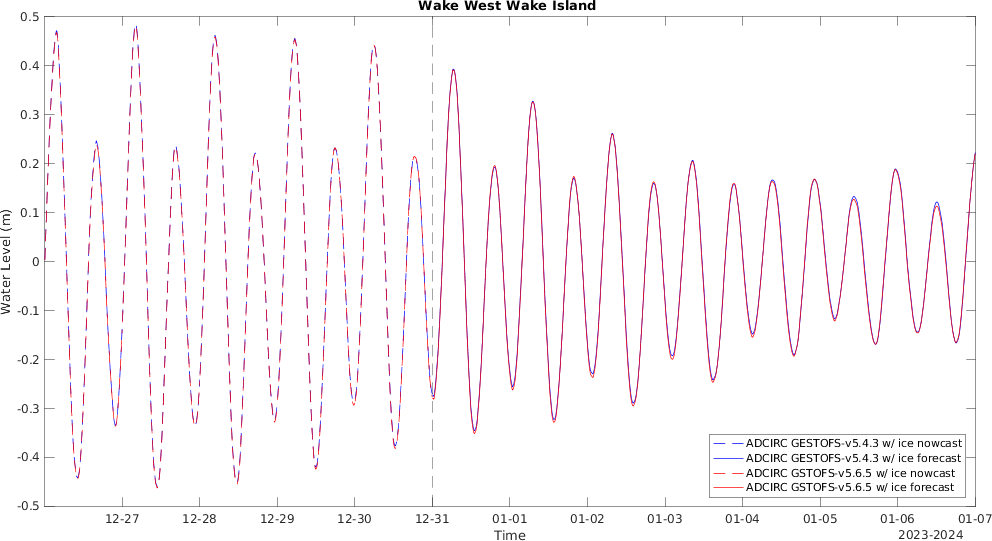 Wake West Wake Island
0.5
0.4
0.3
0.2
0.1
0
-0.1
-0.2
-0.3
-0.4
-0.5
Water Level (m)
ADCIRC GESTOFS-v5.4.3 w/ ice nowcast
ADCIRC GESTOFS-v5.4.3 w/ ice forecast
ADCIRC GSTOFS-v5.6.5 w/ ice nowcast
ADCIRC GSTOFS-v5.6.5 w/ ice forecast
12-27 12-28 12-29 12-30 12-31 01-01 01-02 01-03 01-04 01-05 01-06 01-07
Time
2023-2024